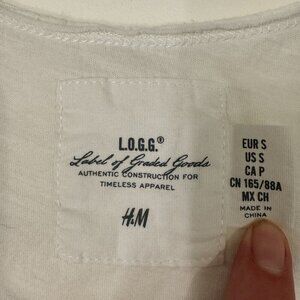 L.O.G.G.®
Label of Graded Goods
AUTHENTIC CONSTRUCTION FOR
TIMELESS APPAREL
H&M
EUR S
US S
CA P
CN 165/88A
MX CH
MADE IN
CHINA